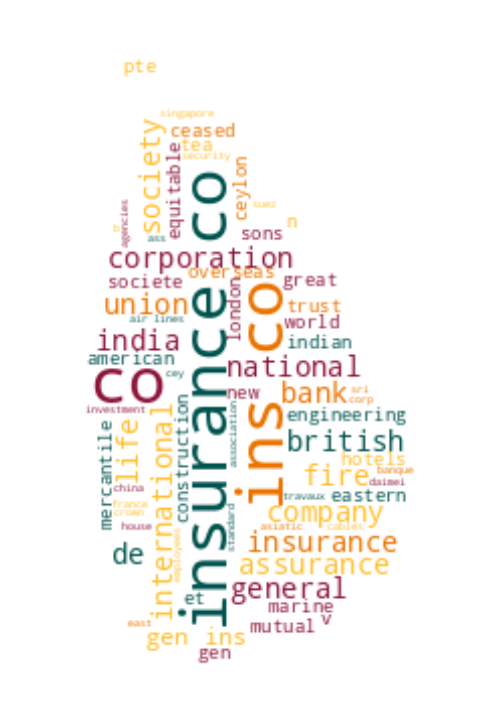 pte
singapore
society
ceased
tea
equitable
security
ceylon
insurance co
agencies
suez
n
ass
sons
corporation
overseas
societe
great
ins co
union
london
trust
air lines
world
india
indian
american
national
co
cey
new
bank
sri
corp
investment
association
engineering
life
international
construction
mercantile
british
hotels
fire
banque
china
daimei
travaux
eastern
france
crown
company
house
standard
asiatic
cables
insurance
de
employees
assurance
general
et
marine
v
east
mutual
gen ins
gen